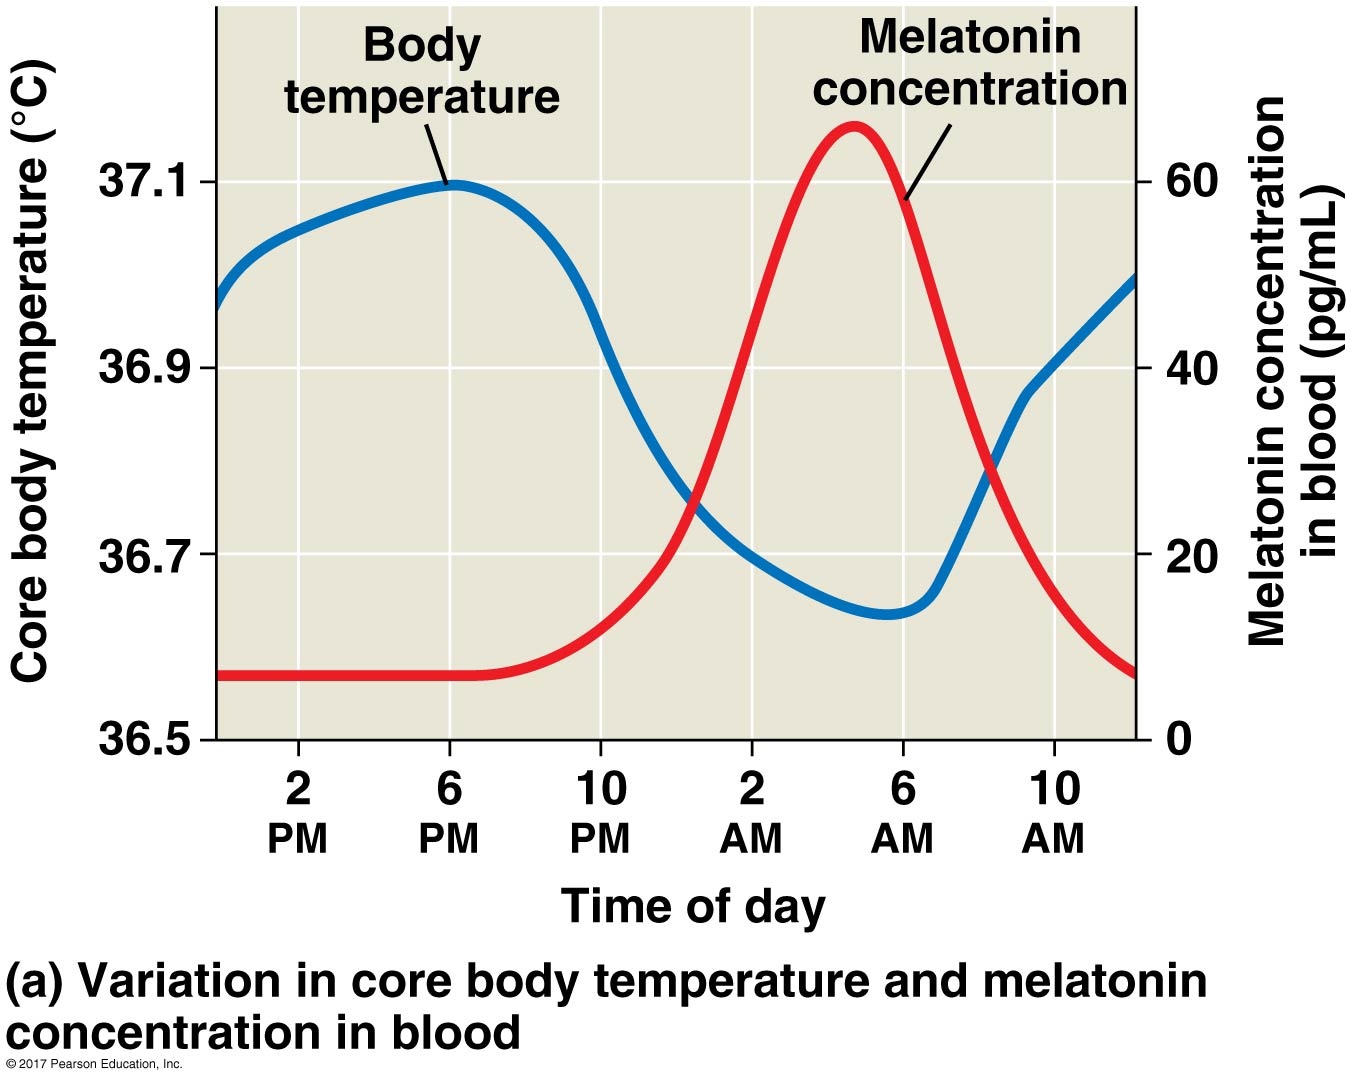 Body
temperature
Melatonin
concentration
Core body temperature (°C)
37.1
36.9
36.7
36.5
60
40
20
0
Melatonin concentration
in blood (pg/mL)
2 6 10 2 6 10
PM PM PM AM AM AM
Time of day
(a) Variation in core body temperature and melatonin
concentration in blood
© 2017 Pearson Education, Inc.